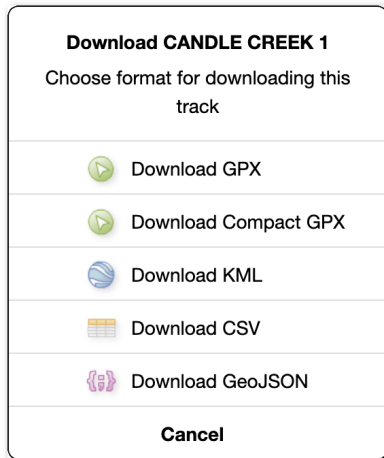 Download CANDLE CREEK 1
Choose format for downloading this
track
Download GPX
Download Compact GPX
Download KML
Download CSV
Download GeoJSON
Cancel